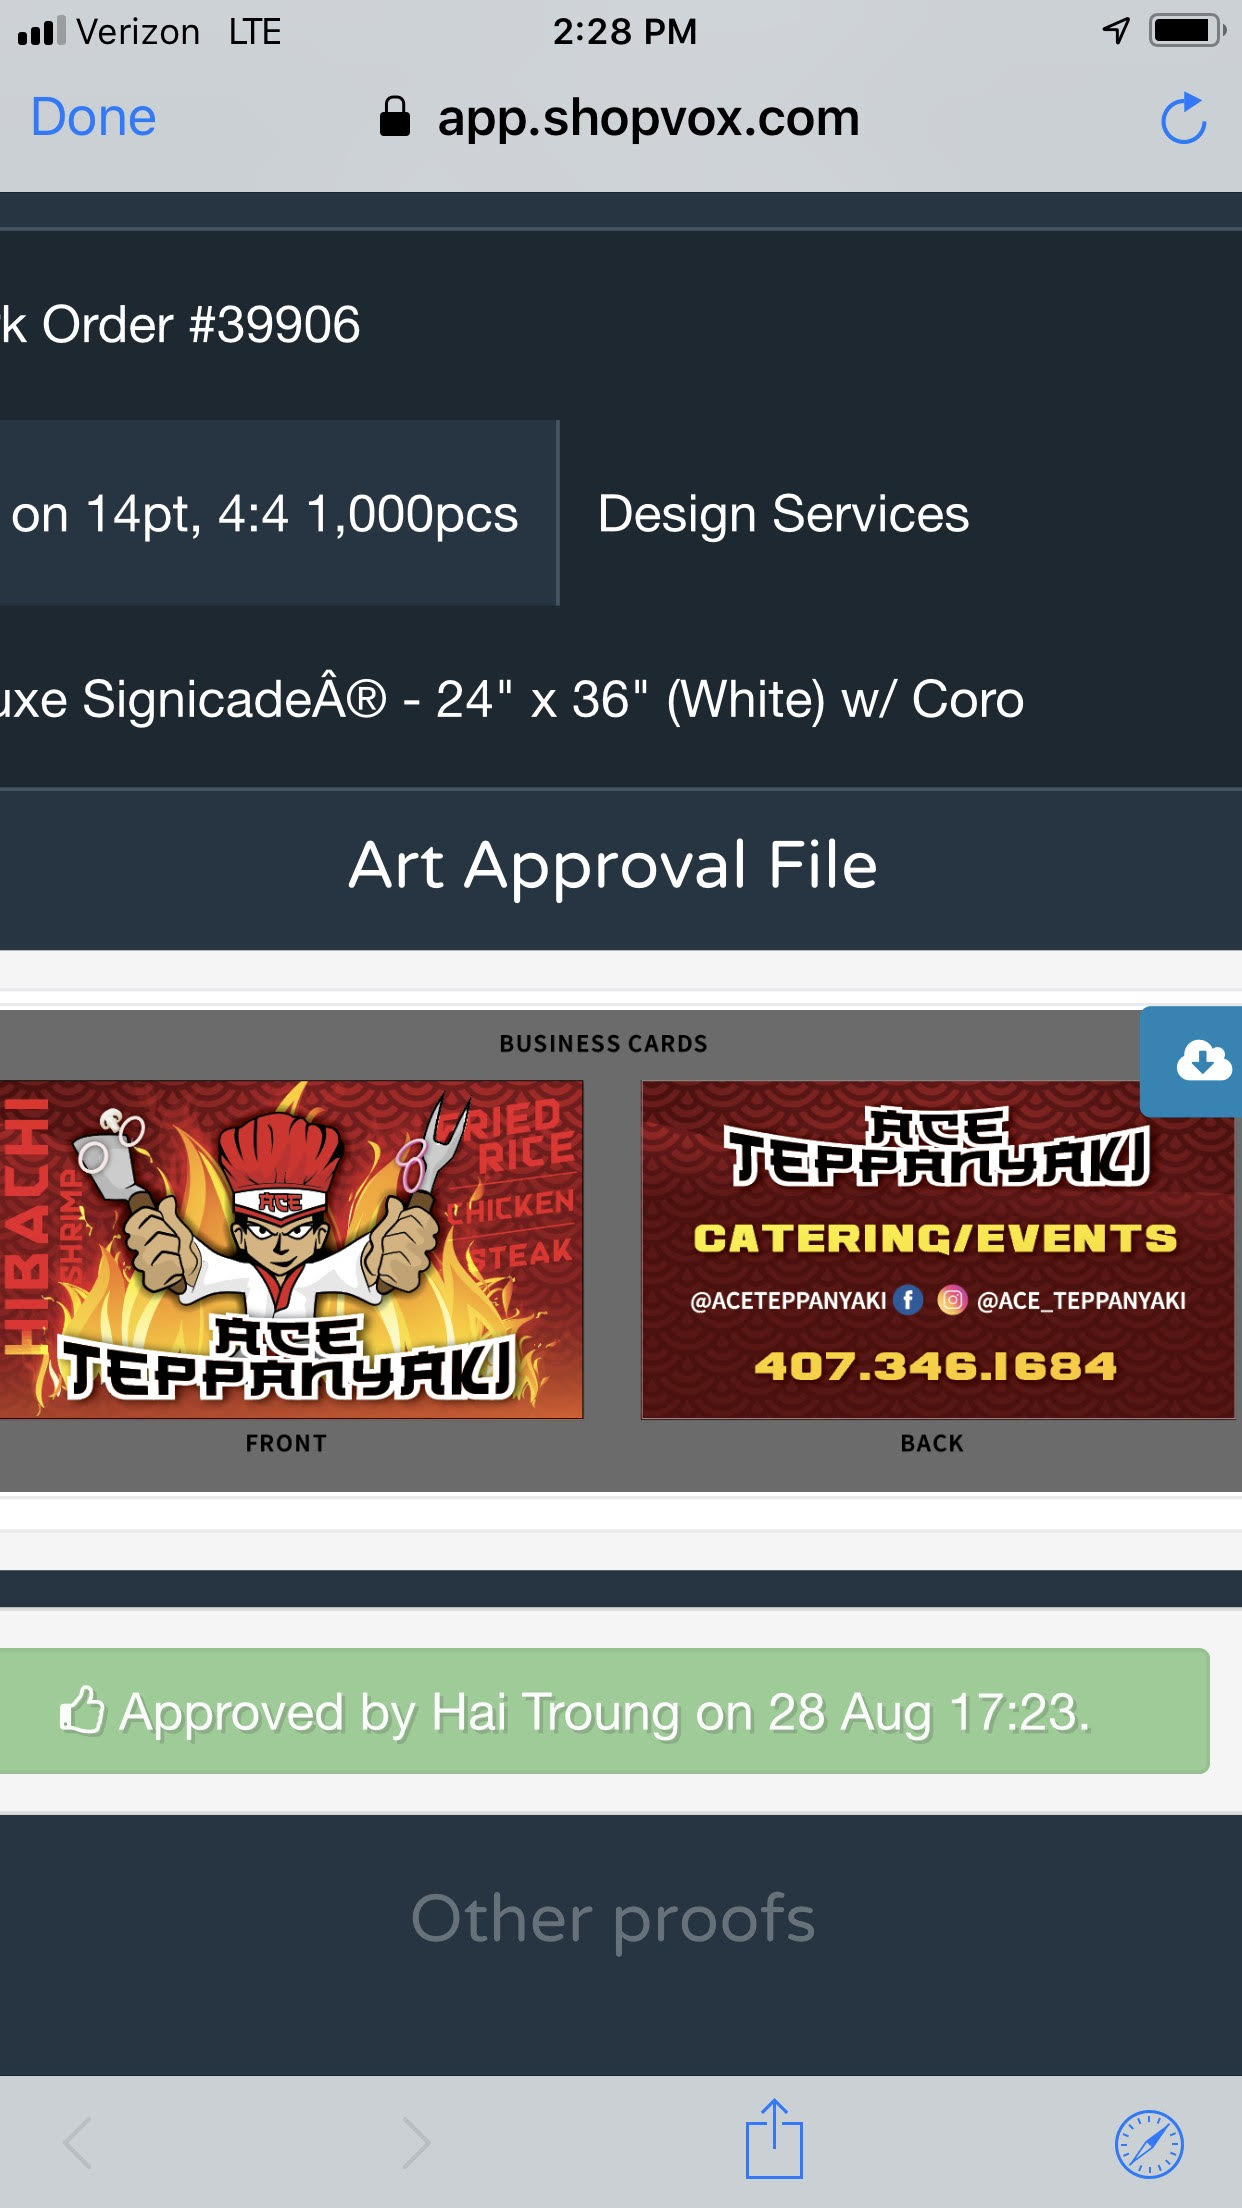 Verizon LTE 2:28 PM
Done app.shopvox.com
k Order #39906
on 14pt, 4:4 1,000pcs Design Services
uxe SignicadeÂ® - 24" x 36" (White) w/ Coro
Art Approval File
BUSINESS CARDS
HIBACHI
SHRIMP
FRIED
RICE
CHICKEN
STEAK
ACE
ACE
TEPPANYAKI
FRONT
ACE
TEPPANYAKI
CATERING/EVENTS
@ACETEPPANYAKI @ACE_TEPPANYAKI
407.346.1684
BACK
Approved by Hai Troung on 28 Aug 17:23.
Other proofs